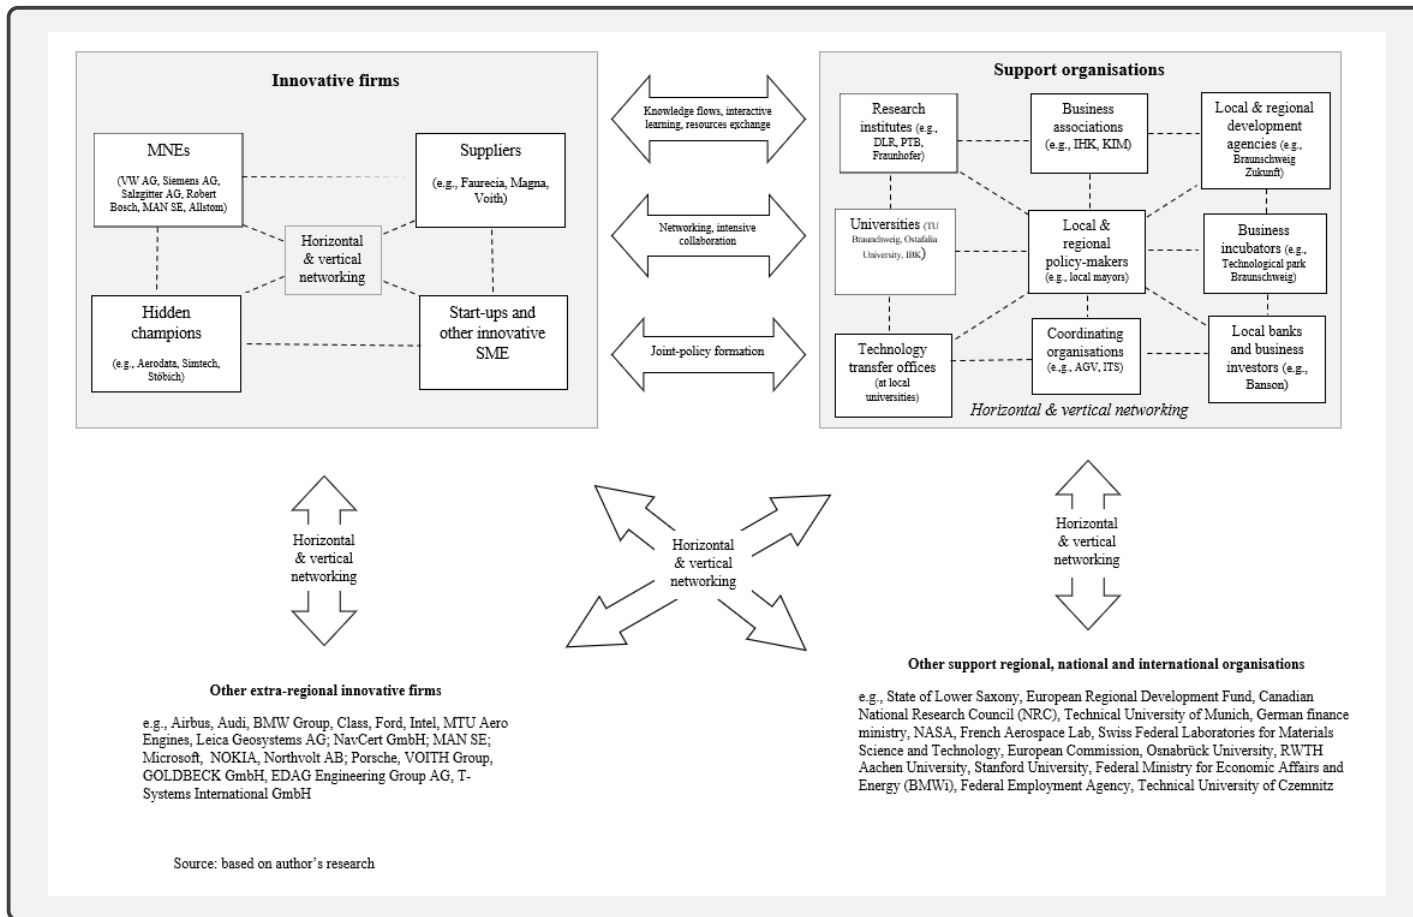 Innovative firms
MNEs
(VW AG, Siemens AG,
Salzgitter AG, Robert
Bosch, MAN SE, Allstom)
Suppliers
(e.g., Faurecia, Magna,
Voith)
Horizontal
& vertical
networking
Hidden
champions
(e.g., Aerodata, Simtech,
Stöbich)
Start-ups and
other innovative
SME
Knowledge flows, interactive
learning, resources exchange
Networking, intensive
collaboration
Joint-policy formation
Support organisations
Research
institutes (e.g.,
DLR, PTB,
Fraunhofer)
Business
associations
(e.g., IHK, KIM)
Local & regional
development
agencies (e.g.,
Braunschweig
Zukunft)
Universities (TU
Braunschweig, Ostafalia
University, IBK)
Local &
regional
policy-makers
(e.g., local mayors)
Business
incubators (e.g.,
Technological park
Braunschweig)
Technology
transfer offices
(at local
universities)
Coordinating
organisations
(e.,g., AGV, ITS)
Local banks
and business
investors (e.g.,
Banson)
Horizontal & vertical networking
Horizontal
& vertical
networking
Horizontal
& vertical
networking
Horizontal
& vertical
networking
Other extra-regional innovative firms
e.g., Airbus, Audi, BMW Group, Class, Ford, Intel, MTU Aero
Engines, Leica Geosystems AG; NavCert GmbH; MAN SE;
Microsoft, NOKIA, Northvolt AB; Porsche, VOITH Group,
GOLDBECK GmbH, EDAG Engineering Group AG, T-
Systems International GmbH
Other support regional, national and international organisations
e.g., State of Lower Saxony, European Regional Development Fund, Canadian
National Research Council (NRC), Technical University of Munich, German finance
ministry, NASA, French Aerospace Lab, Swiss Federal Laboratories for Materials
Science and Technology, European Commission, Osnabrück University, RWTH
Aachen University, Stanford University, Federal Ministry for Economic Affairs and
Energy (BMWi), Federal Employment Agency, Technical University of Czemnitz
Source: based on author's research